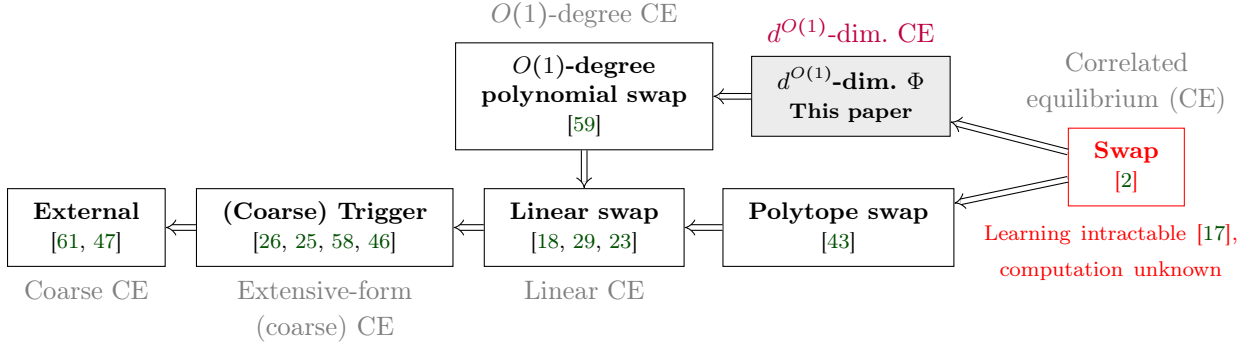 O(1)-degree CE
O(1)-degree
polynomial swap
[59]
d^{O(1)}-dim. CE
d^{O(1)}-dim. Φ
This paper
Correlated
equilibrium (CE)
Swap
[2]
Learning intractable [17],
computation unknown
External
[61, 47]
Coarse CE
(Coarse) Trigger
[26, 25, 58, 46]
Extensive-form
(coarse) CE
Linear swap
[18, 29, 23]
Linear CE
Polytope swap
[43]